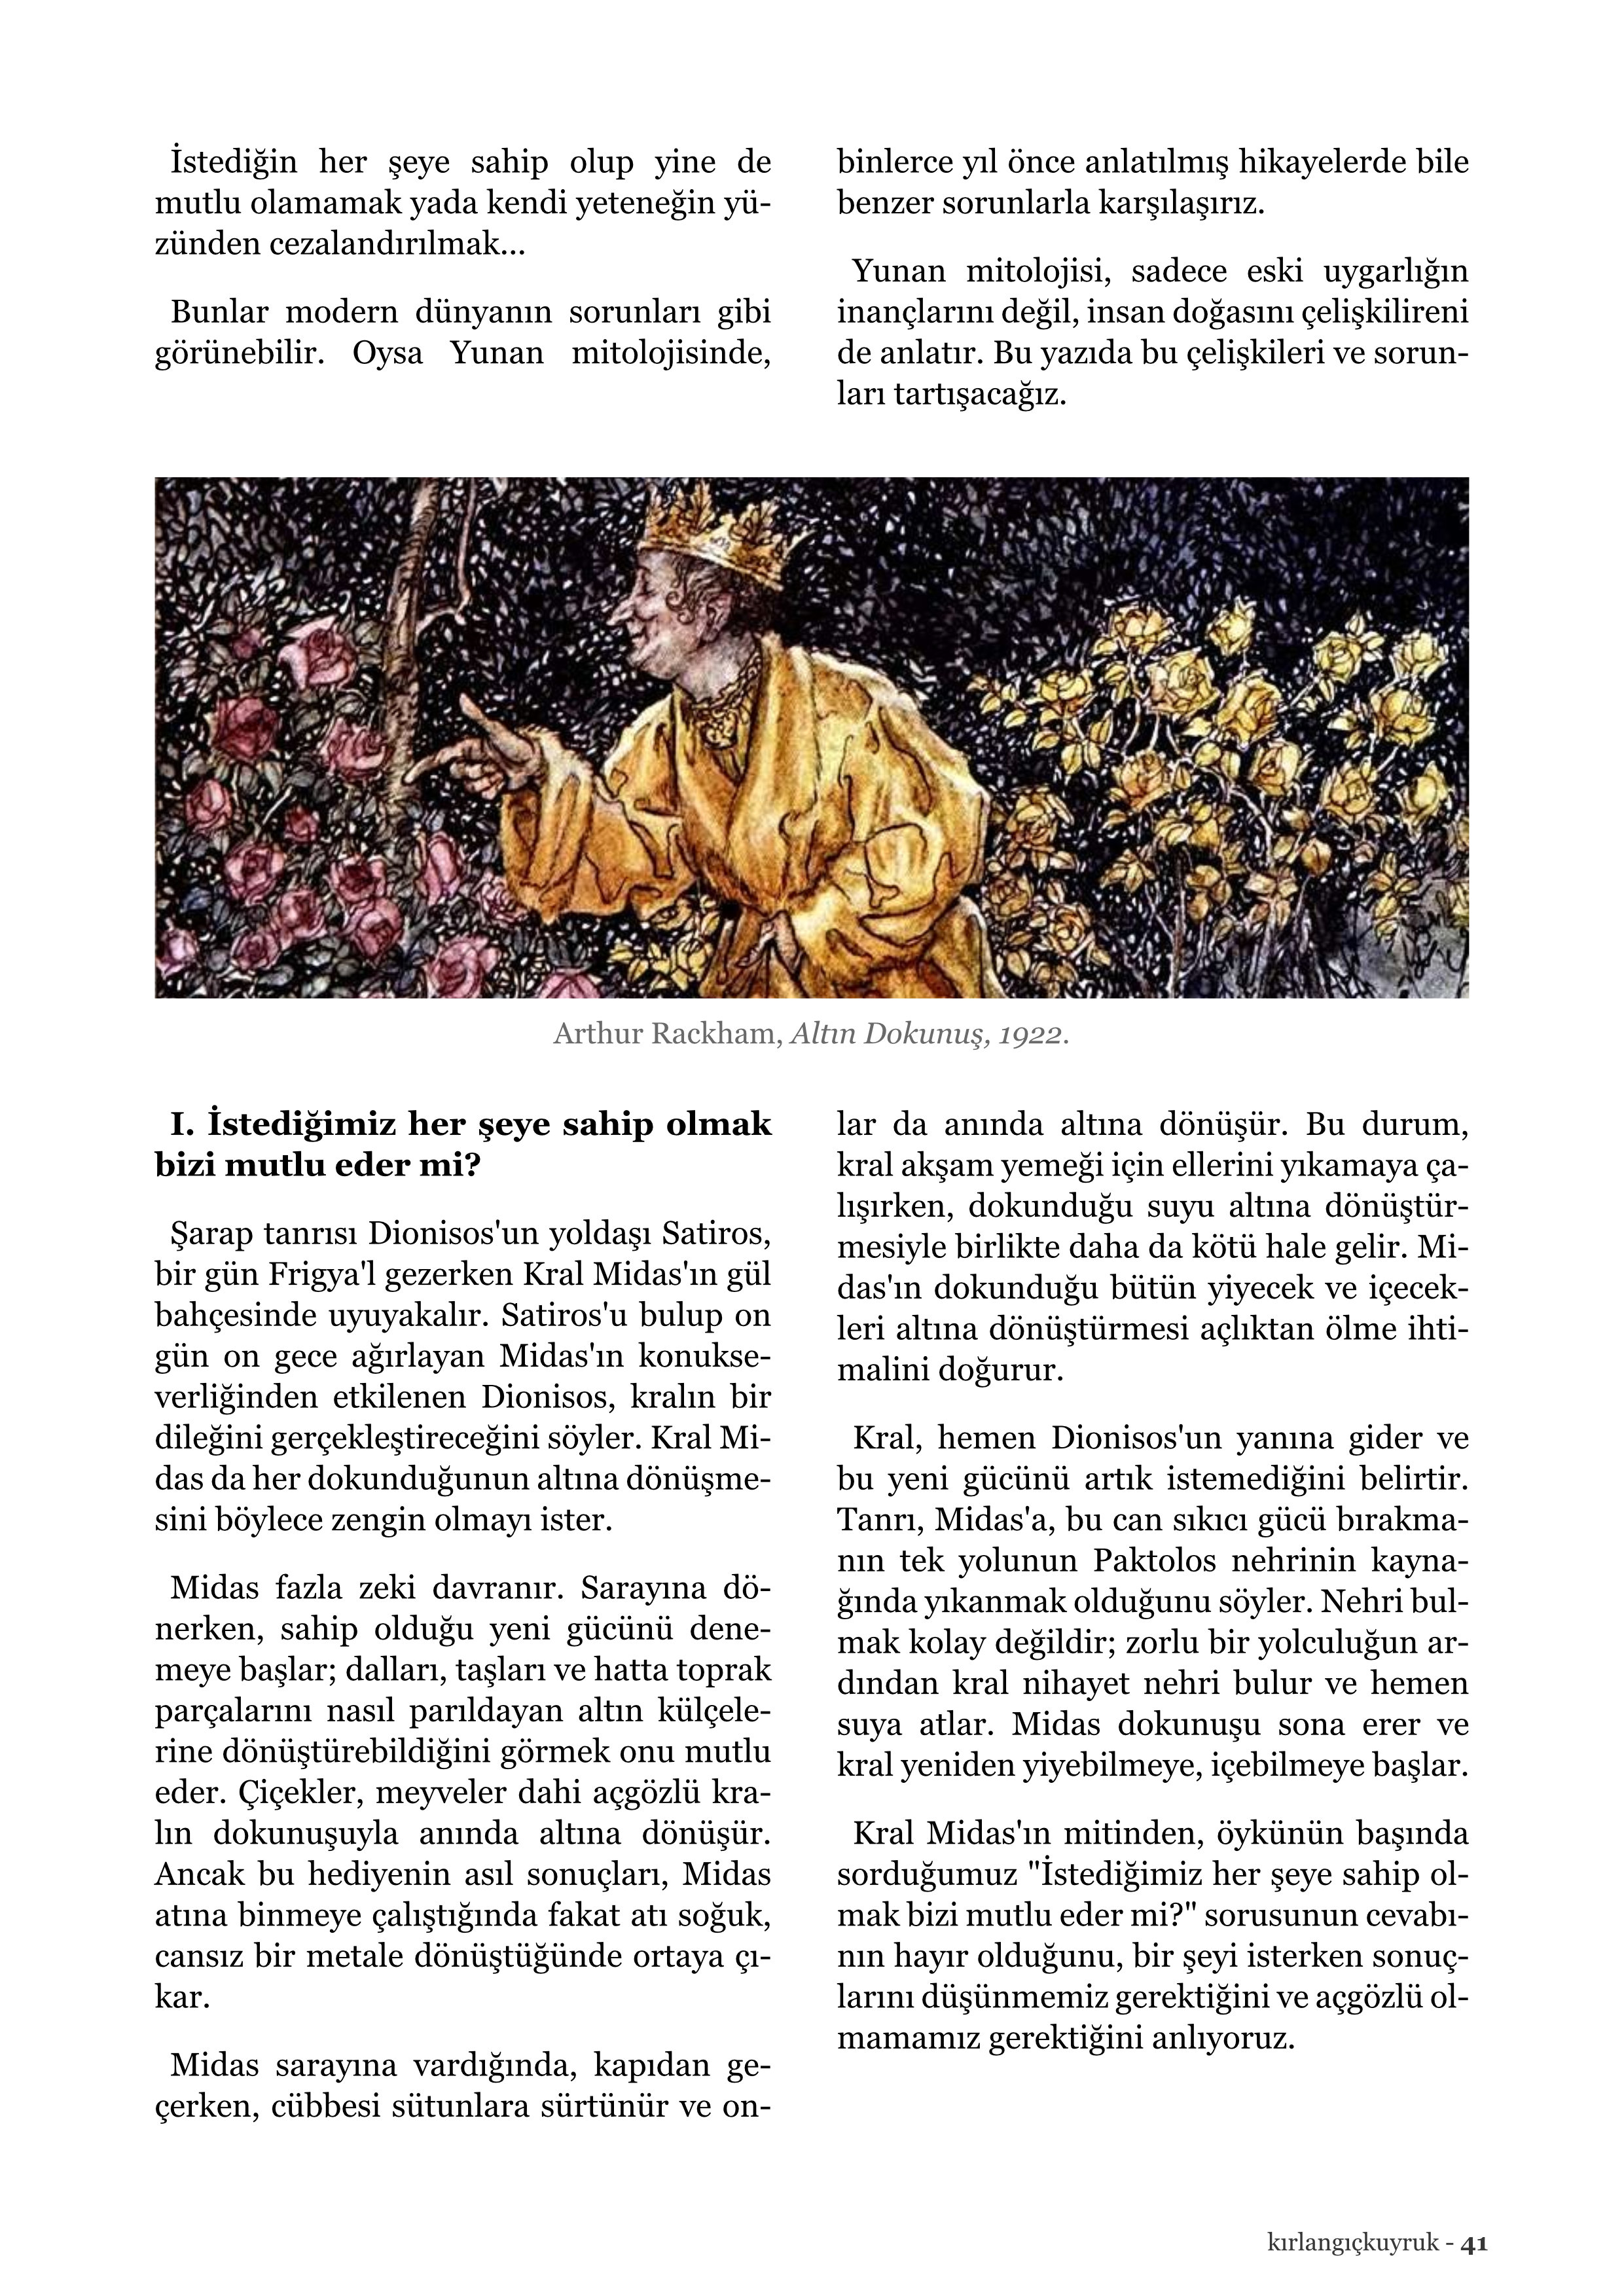 İstediğin her şeye sahip olup yine de
mutlu olamamak yada kendi yeteneğin yü-
zünden cezalandırılmak...
Bunlar modern dünyanın sorunları gibi
görünebilir. Oysa Yunan mitolojisinde,
binlerce yıl önce anlatılmış hikayelerde bile
benzer sorunlarla karşılaşırız.
Yunan mitolojisi, sadece eski uygarlığın
inançlarını değil, insan doğasını çelişkilireni
de anlatır. Bu yazıda bu çelişkileri ve sorun-
ları tartışacağız.
Arthur Rackham, Altın Dokunuş, 1922.
I. İstediğimiz her şeye sahip olmak
bizi mutlu eder mi?
Şarap tanrısı Dionisos'un yoldaşı Satiros,
bir gün Frigya'l gezerken Kral Midas'ın gül
bahçesinde uyuyakalır. Satiros'u bulup on
gün on gece ağırlayan Midas'ın konukse-
verliğinden etkilenen Dionisos, kralın bir
dileğini gerçekleştireceğini söyler. Kral Mi-
das da her dokunduğunun altına dönüşme-
sini böylece zengin olmayı ister.
Midas fazla zeki davranır. Sarayına dö-
nerken, sahip olduğu yeni gücünü dene-
meye başlar; dalları, taşları ve hatta toprak
parçalarını nasıl parıldayan altın külçele-
rine dönüştürebildiğini görmek onu mutlu
eder. Çiçekler, meyveler dahi açgözlü kra-
lın dokunuşuyla anında altına dönüşür.
Ancak bu hediyenin asıl sonuçları, Midas
atına binmeye çalıştığında fakat atı soğuk,
cansız bir metale dönüştüğünde ortaya çı-
kar.
Midas sarayına vardığında, kapıdan ge-
çerken, cübbesi sütunlara sürtünür ve on-
lar da anında altına dönüşür. Bu durum,
kral akşam yemeği için ellerini yıkamaya ça-
lışırken, dokunduğu suyu altına dönüştür-
mesiyle birlikte daha da kötü hale gelir. Mi-
das'ın dokunduğu bütün yiyecek ve içecek-
leri altına dönüştürmesi açlıktan ölme ihti-
malini doğurur.
Kral, hemen Dionisos'un yanına gider ve
bu yeni gücünü artık istemediğini belirtir.
Tanrı, Midas'a, bu can sıkıcı gücü bırakma-
nın tek yolunun Paktolos nehrinin kayna-
ğında yıkanmak olduğunu söyler. Nehri bul-
mak kolay değildir; zorlu bir yolculuğun ar-
dından kral nihayet nehri bulur ve hemen
suya atlar. Midas dokunuşu sona erer ve
kral yeniden yiyebilmeye, içebilmeye başlar.
Kral Midas'ın mitinden, öykünün başında
sorduğumuz "İstediğimiz her şeye sahip ol-
mak bizi mutlu eder mi?" sorusunun cevabı-
nın hayır olduğunu, bir şeyi isterken sonuç-
larını düşünmemiz gerektiğini ve açgözlü ol-
mamamız gerektiğini anlıyoruz.
kırlangıçkuyruk - 41